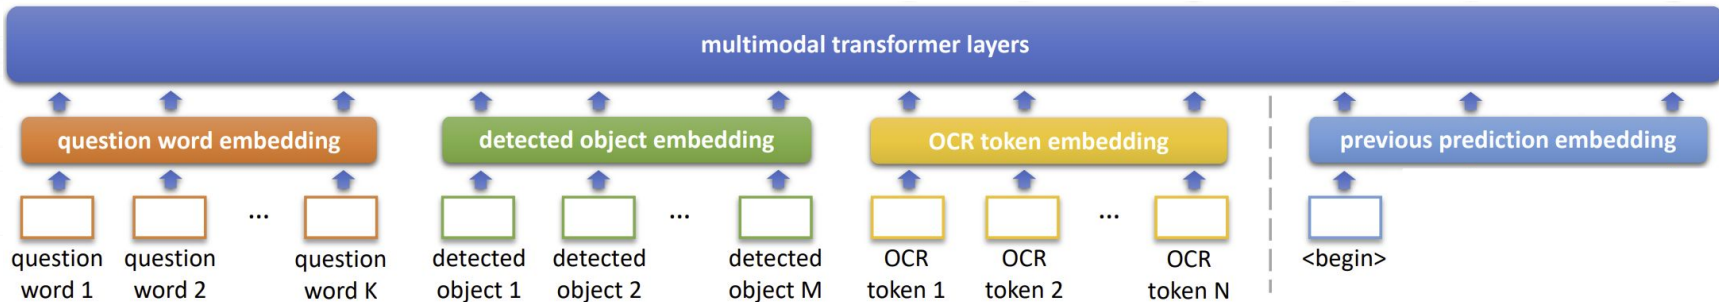 multimodal transformer layers
question word embedding
detected object embedding
OCR token embedding
previous prediction embedding
...
...
...
question word 1
question word 2
question word K
detected object 1
detected object 2
detected object M
OCR token 1
OCR token 2
OCR token N
<begin>